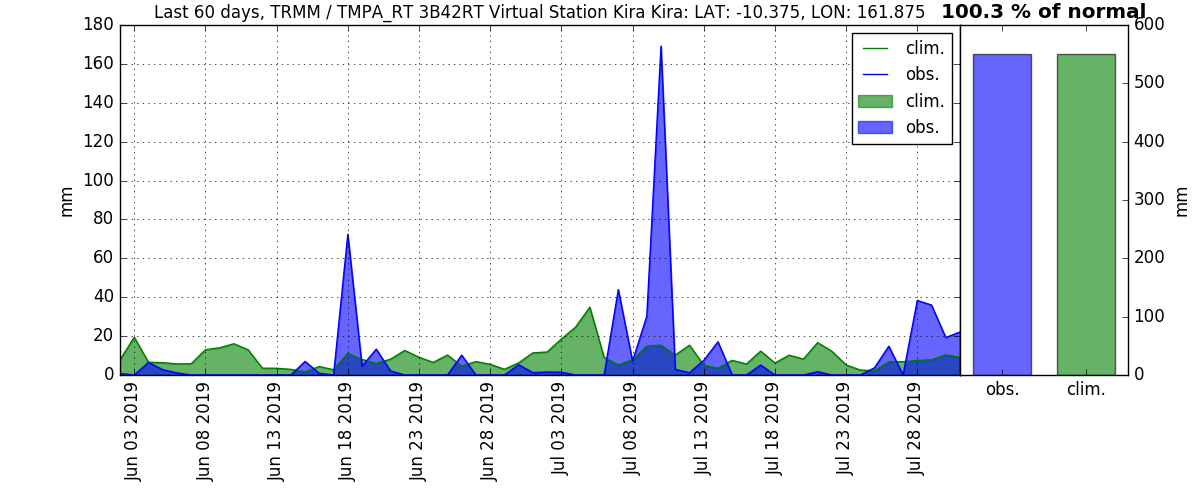 Last 60 days, TRMM / TMPA_RT 3B42RT Virtual Station Kira Kira: LAT: -10.375, LON: 161.875 100.3 % of normal
180
160
140
120
100
80
60
40
20
0
mm
clim.
obs.
clim.
obs.
600
500
400
300
200
100
0
mm
Jun 03 2019
Jun 08 2019
Jun 13 2019
Jun 18 2019
Jun 23 2019
Jun 28 2019
Jul 03 2019
Jul 08 2019
Jul 13 2019
Jul 18 2019
Jul 23 2019
Jul 28 2019
obs.
clim.